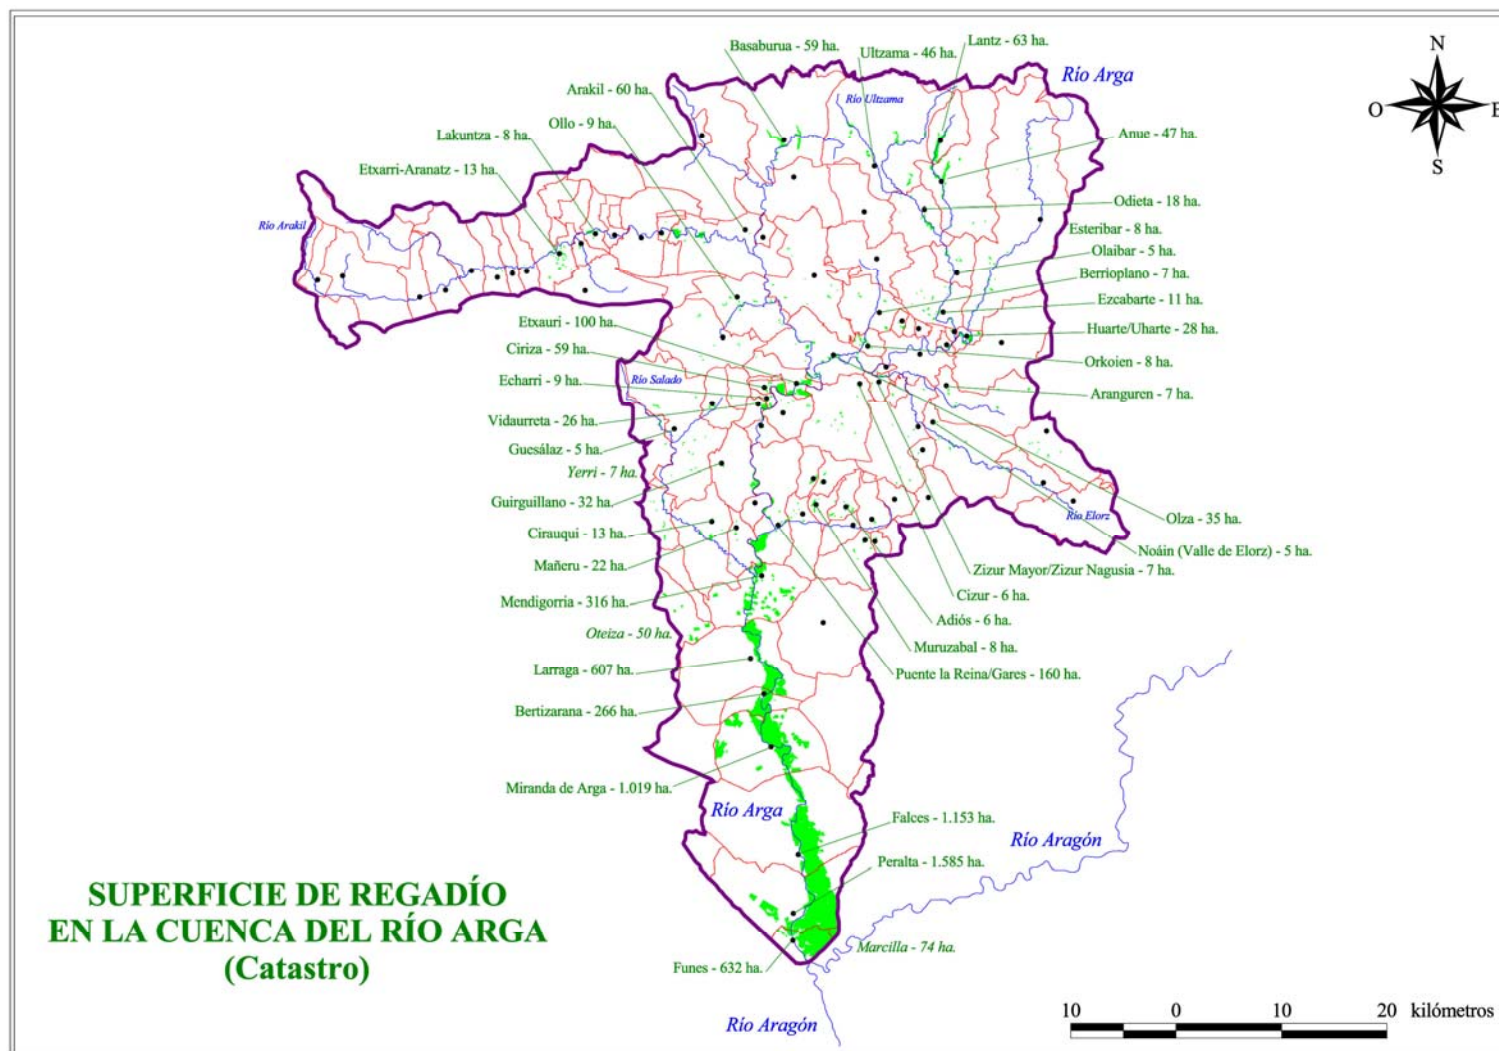 Basaburua - 59 ha.
Ultzama - 46 ha.
Lantz - 63 ha.
Río Arga
N
O
E
S
Arakil - 60 ha.
Río Ultzama
Ollo - 9 ha.
Lakuntza - 8 ha.
Anue - 47 ha.
Etxarri-Aranatz - 13 ha.
Odieta - 18 ha.
Río Arakil
Esteribar - 8 ha.
Olaibar - 5 ha.
Berrioplano - 7 ha.
Ezcabarte - 11 ha.
Etxauri - 100 ha.
Huarte/Uharte - 28 ha.
Ciriza - 59 ha.
Orkoien - 8 ha.
Echarri - 9 ha.
Río Salado
Aranguren - 7 ha.
Vidaurreta - 26 ha.
Guesálaz - 5 ha.
Yerri - 7 ha.
Guirguillano - 32 ha.
Río Elorz
Olza - 35 ha.
Cirauqui - 13 ha.
Noáin (Valle de Elorz) - 5 ha.
Mañeru - 22 ha.
Zizur Mayor/Zizur Nagusia - 7 ha.
Cizur - 6 ha.
Mendigorria - 316 ha.
Adiós - 6 ha.
Oteiza - 50 ha.
Muruzabal - 8 ha.
Larraga - 607 ha.
Puente la Reina/Gares - 160 ha.
Bertizarana - 266 ha.
Miranda de Arga - 1.019 ha.
Río Arga
Falces - 1.153 ha.
Río Aragón
Peralta - 1.585 ha.
SUPERFICIE DE REGADÍO
EN LA CUENCA DEL RÍO ARGA
(Catastro)
Marcilla - 74 ha.
Funes - 632 ha.
Río Aragón
10 0 10 20 kilómetros